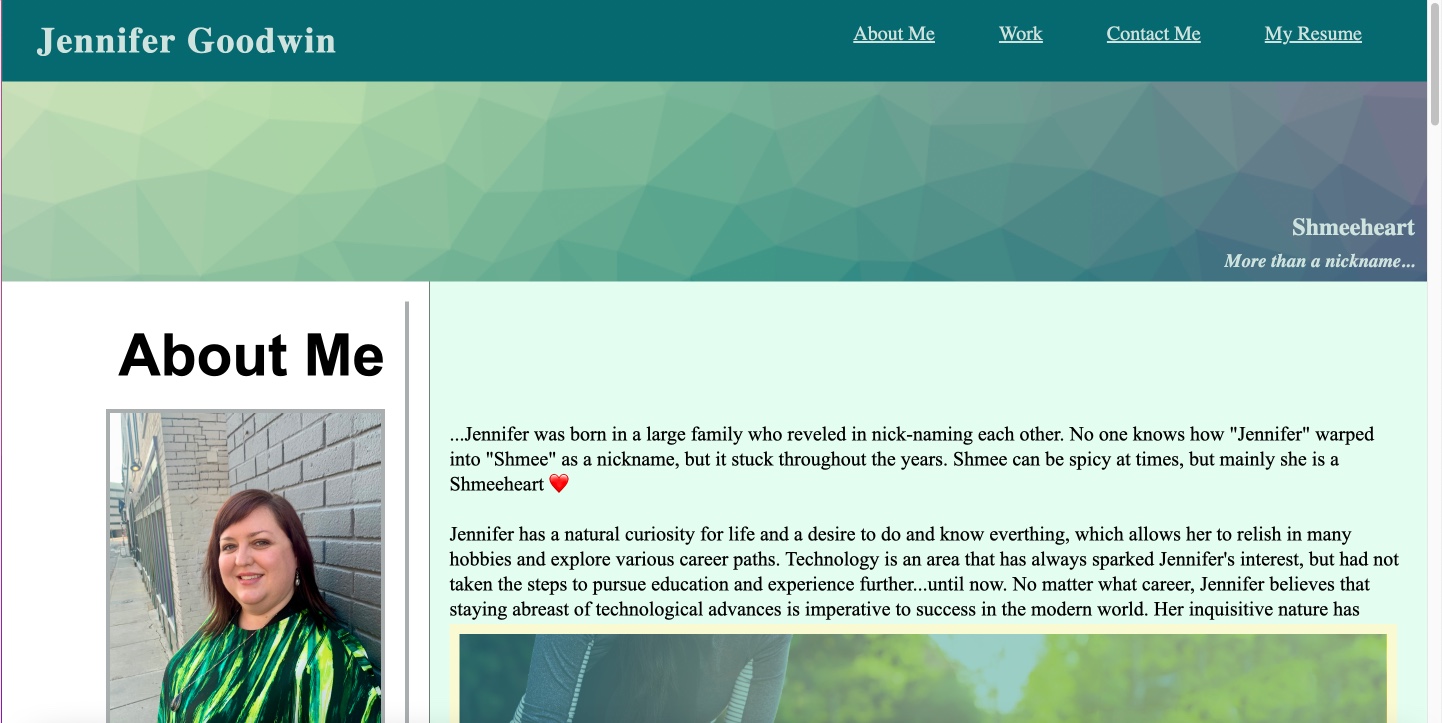 Jennifer Goodwin
About Me
Work
Contact Me
My Resume
Shmeeheart
More than a nickname...
About Me
...Jennifer was born in a large family who reveled in nick-naming each other. No one knows how "Jennifer" warped
into "Shmee" as a nickname, but it stuck throughout the years. Shmee can be spicy at times, but mainly she is a
Shmeeheart ❤️
Jennifer has a natural curiosity for life and a desire to do and know everthing, which allows her to relish in many
hobbies and explore various career paths. Technology is an area that has always sparked Jennifer's interest, but had not
taken the steps to pursue education and experience further...until now. No matter what career, Jennifer believes that
staying abreast of technological advances is imperative to success in the modern world. Her inquisitive nature has